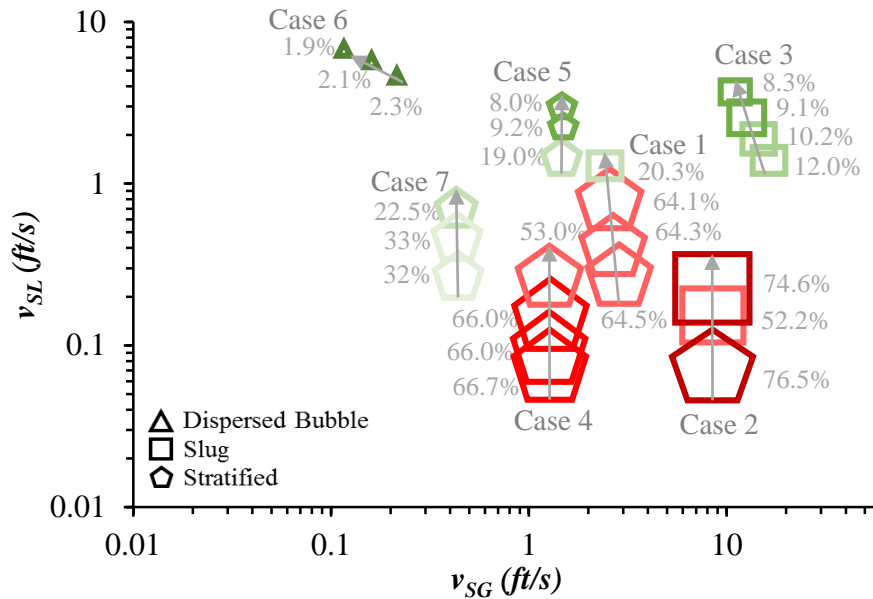 10
1
0.1
0.01
v_SL (ft/s)
Case 6
1.9%
2.1%
2.3%
Case 5
8.0%
9.2%
19.0%
Case 3
8.3%
9.1%
10.2%
12.0%
Case 1
20.3%
64.1%
64.3%
64.5%
Case 7
22.5%
33%
32%
53.0%
66.0%
66.0%
66.7%
Case 4
74.6%
52.2%
76.5%
Case 2
Dispersed Bubble
Slug
Stratified
0.01
0.1
1
10
v_SG (ft/s)